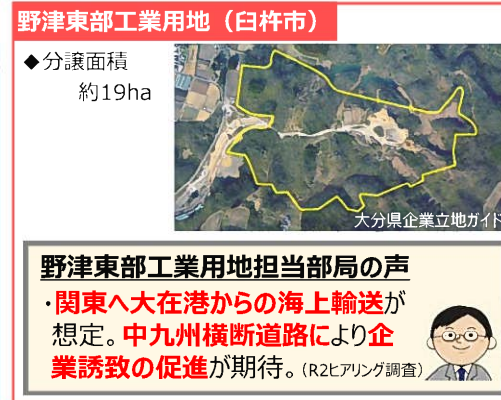 野津東部工業用地（臼杵市）
◆分譲面積
約19ha
大分県企業立地ガイド
野津東部工業用地担当部局の声
・関東へ大在港からの海上輸送が
想定。中九州横断道路により企
業誘致の促進が期待。（R2ヒアリング調査）